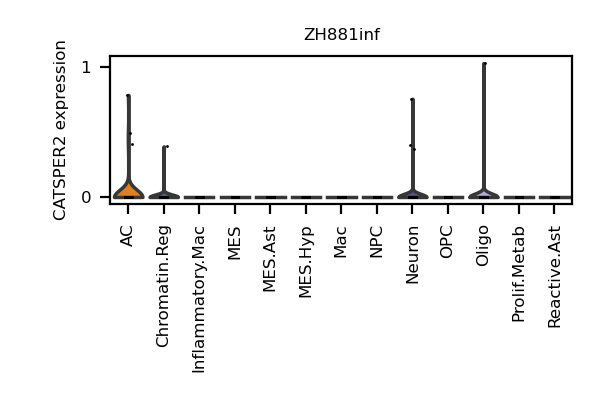 ZH881inf
CATSPER2 expression
1
0
AC
Chromatin.Reg
Inflammatory.Mac
MES
MES.Ast
MES.Hyp
Mac
NPC
Neuron
OPC
Oligo
Prolif.Metab
Reactive.Ast